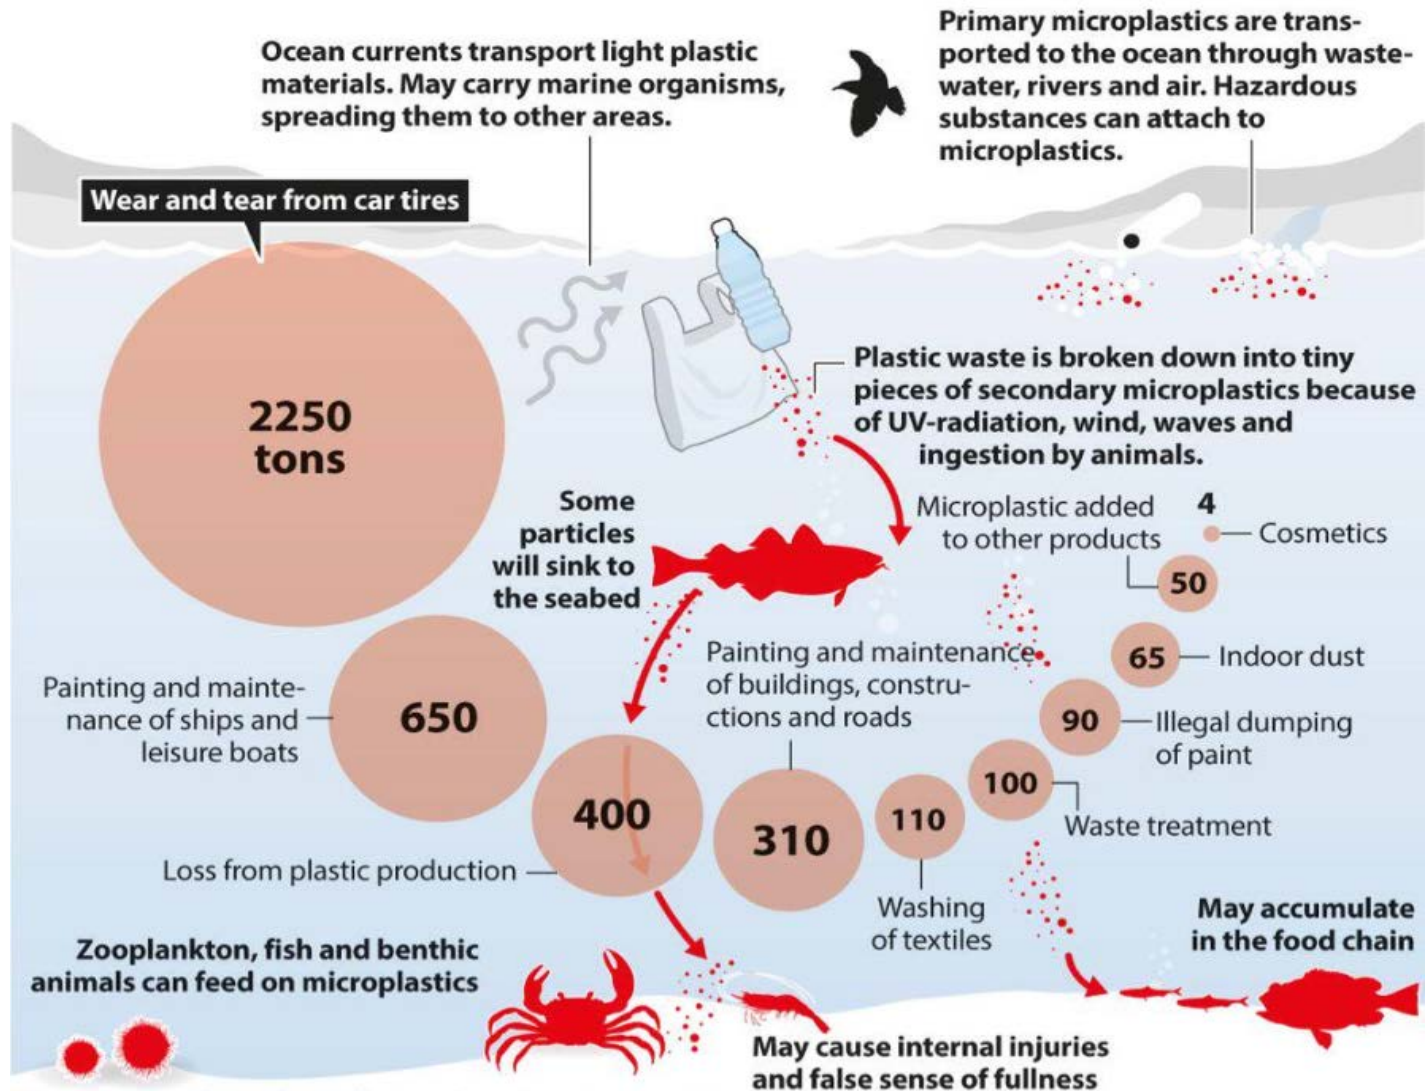 Ocean currents transport light plastic
materials. May carry marine organisms,
spreading them to other areas.
Primary microplastics are trans-
ported to the ocean through waste-
water, rivers and air. Hazardous
substances can attach to
microplastics.
Wear and tear from car tires
2250
tons
Plastic waste is broken down into tiny
pieces of secondary microplastics because
of UV-radiation, wind, waves and
ingestion by animals.
Some
particles
will sink to
the seabed
Microplastic added
to other products
4
Cosmetics
50
65
Indoor dust
Painting and maintenance
of buildings, constru-
ctions and roads
Painting and mainte-
nance of ships and
leisure boats
650
90
Illegal dumping
of paint
400
310
110
100
Waste treatment
Loss from plastic production
Washing
of textiles
May accumulate
in the food chain
Zooplankton, fish and benthic
animals can feed on microplastics
May cause internal injuries
and false sense of fullness